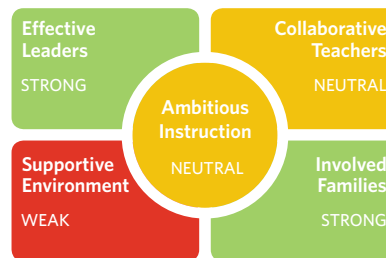 Effective
Leaders
STRONG
Collaborative
Teachers
NEUTRAL
Ambitious
Instruction
NEUTRAL
Supportive
Environment
WEAK
Involved
Families
STRONG